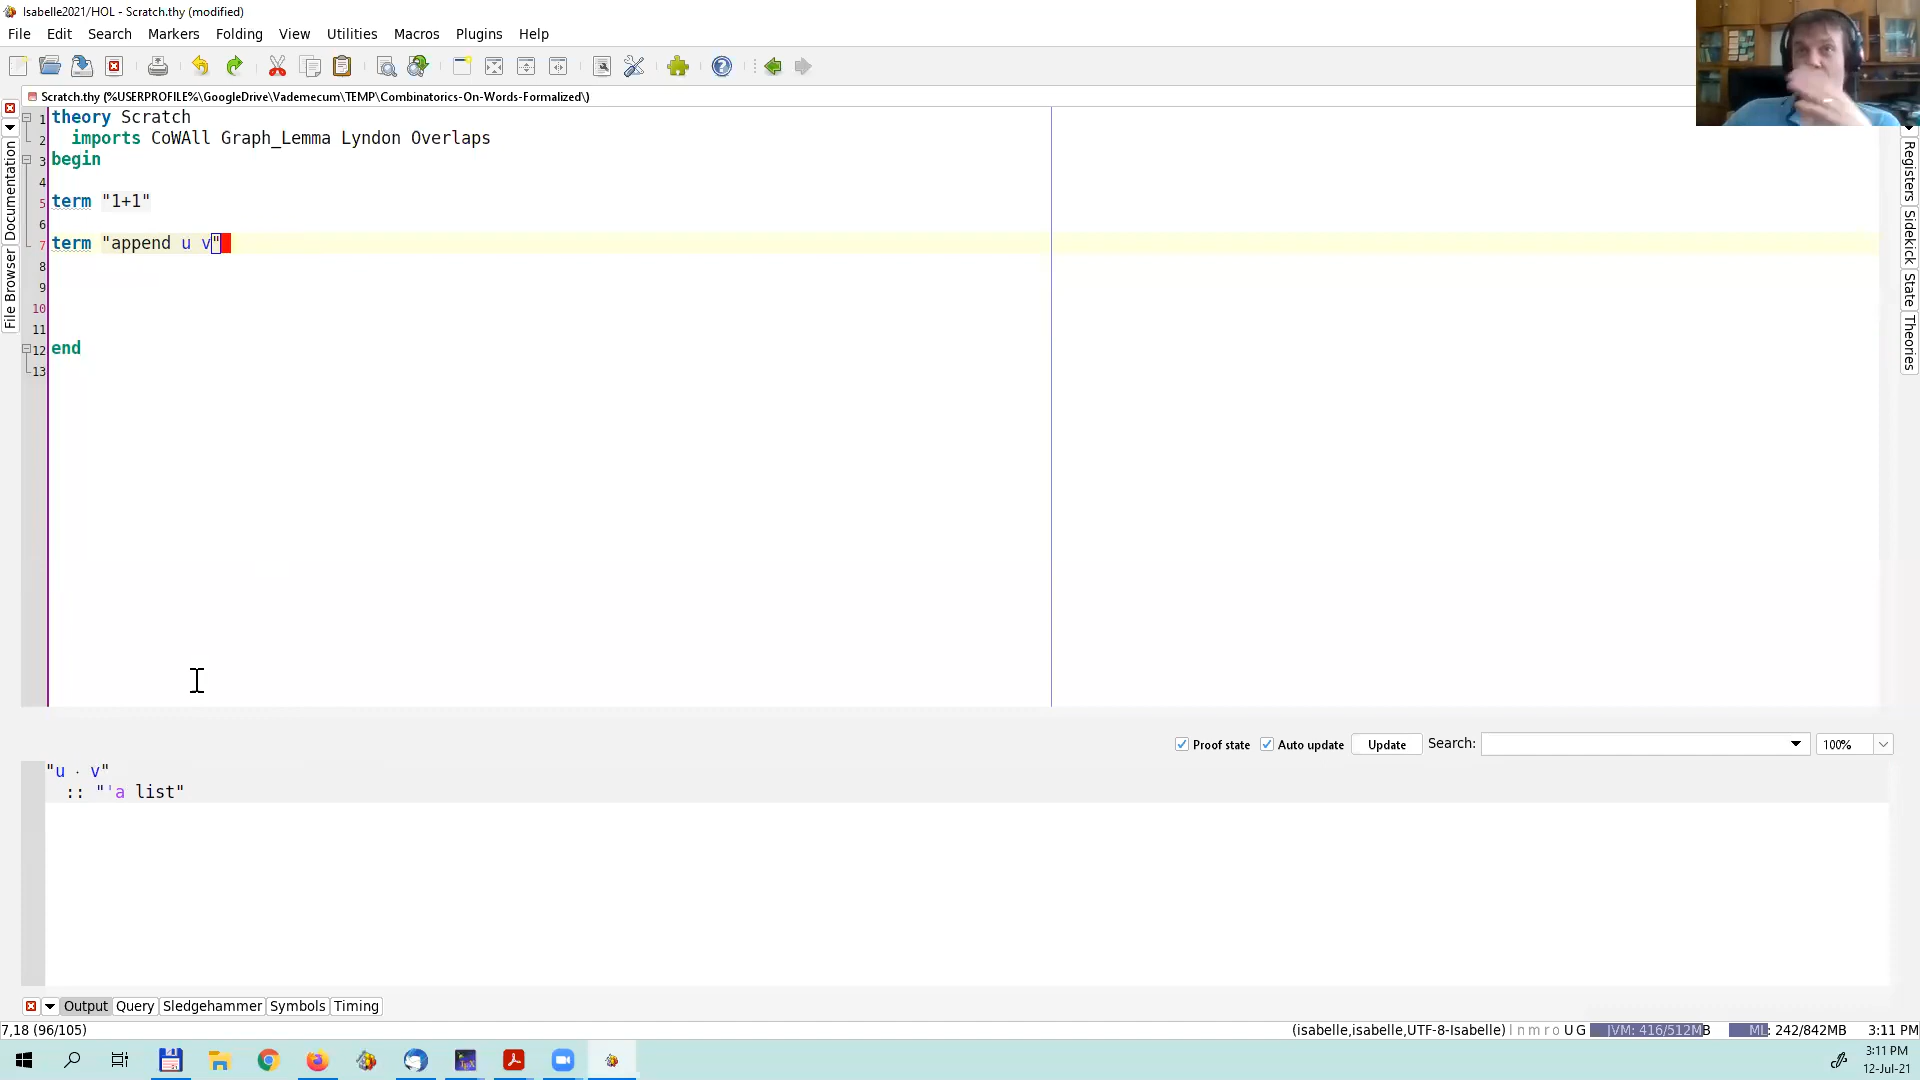 Isabelle2021/HOL - Scratch.thy (modified)
File Edit Search Markers Folding View Utilities Macros Plugins Help
Scratch.thy (%USERPROFILE%\GoogleDrive\Vademecum\TEMP\Combinatorics-On-Words-Formalized\)
1 theory Scratch
2 imports CoWAll Graph_Lemma Lyndon Overlaps
3 begin
4
5 term "1+1"
6
7 term "append u v"
8
9
10
11
12 end
13
Documentation
File Browser
Registers
Sidekick
State
Theories
Proof state Auto update Update Search: 100%
"u · v"
:: "'a list"
Output Query Sledgehammer Symbols Timing
7,18 (96/105) (isabelle,isabelle,UTF-8-Isabelle) l n m r o U G JVM: 416/512MB ML: 242/842MB 3:11 PM
3:11 PM
12-Jul-21